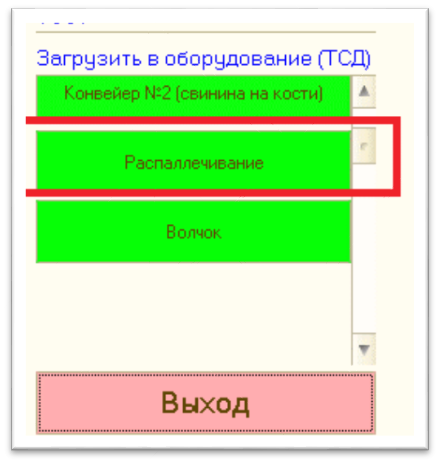 Загрузить в оборудование (ТСД)
Конвейер №2 (свинина на кости)
Распаллечивание
Волчок
Выход